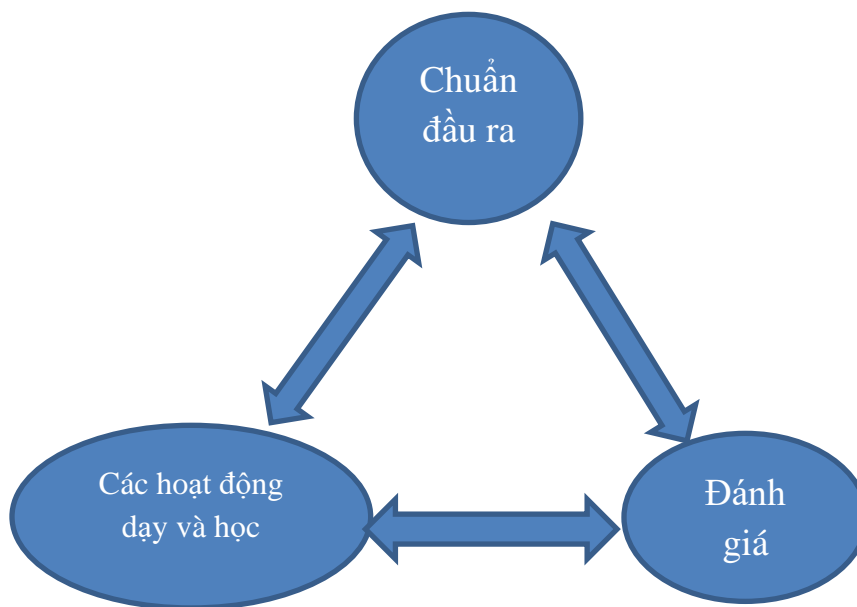 Chuẩn
đầu ra
Các hoạt động
dạy và học
Đánh
giá